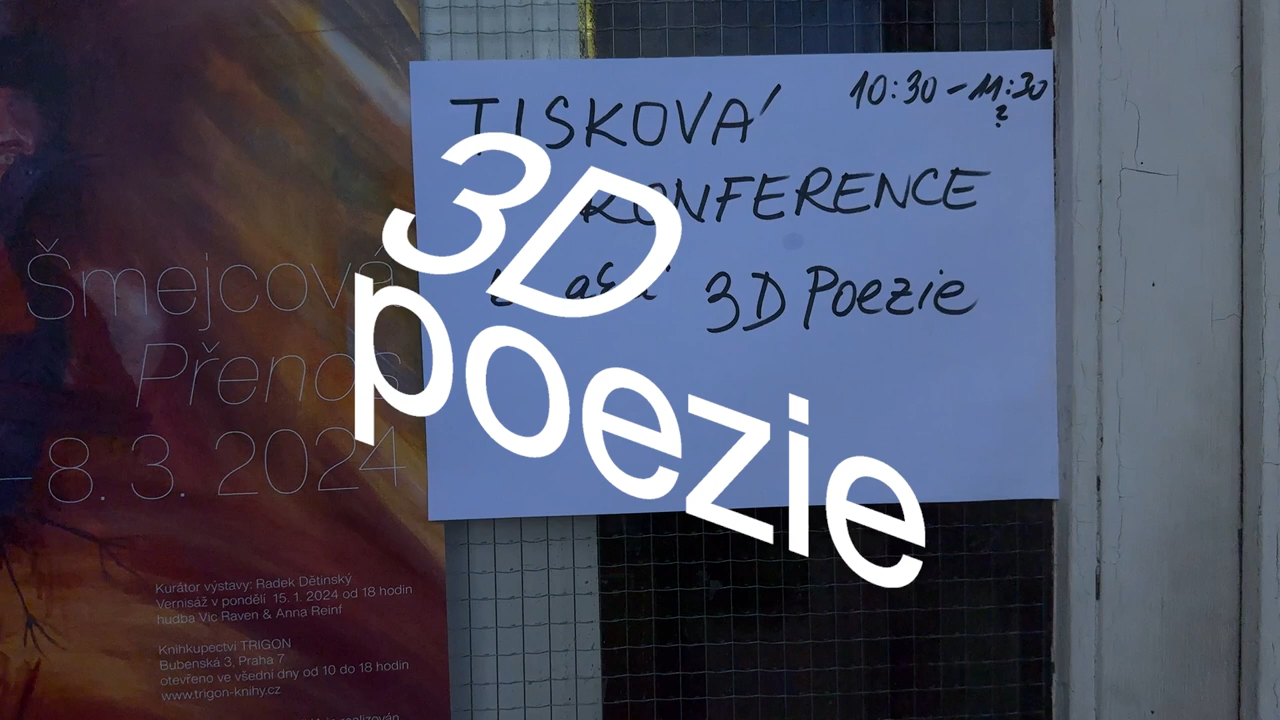 TISKOVÁ
10:30 - 11:30
?
KONFERENCE
3D Poezie
3D
poezie
Šmejcová
Přenos
– 8. 3. 2024
Kurátor výstavy: Radek Dětinský
Vernisáž v pondělí 15. 1. 2024 od 18 hodin
hudba Vic Raven & Anna Reinf
Knihkupectví TRIGON
Bubenská 3, Praha 7
otevřeno ve všední dny od 10 do 18 hodin
www.trigon-knihy.cz